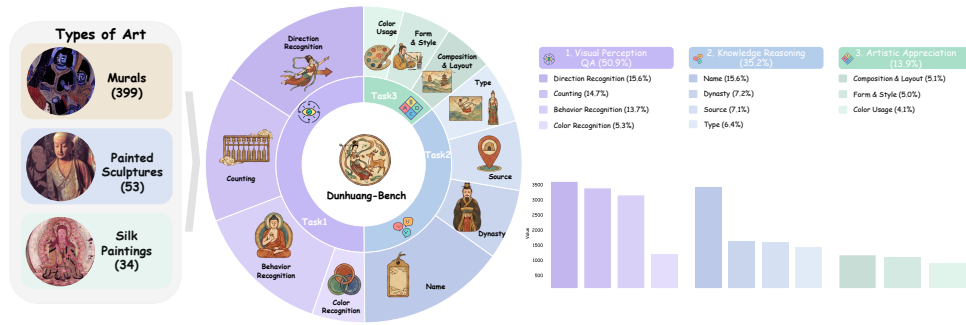 Types of Art
Murals
(399)
Painted
Sculptures
(53)
Silk
Paintings
(34)
Direction
Recognition
Color
Usage
Form
& Style
Composition
& Layout
Type
Source
Dynasty
Name
Color
Recognition
Behavior
Recognition
Counting
Task1
Task2
Task3
Dunhuang-Bench
1. Visual Perception
QA (50.9%)
Direction Recognition (15.6%)
Counting (14.7%)
Behavior Recognition (13.7%)
Color Recognition (5.3%)
2. Knowledge Reasoning
(35.2%)
Name (15.6%)
Dynasty (7.2%)
Source (7.1%)
Type (6.4%)
3. Artistic Appreciation
(13.9%)
Composition & Layout (5.1%)
Form & Style (5.0%)
Color Usage (4.1%)
Value
3500
3000
2500
2000
1500
1000
500